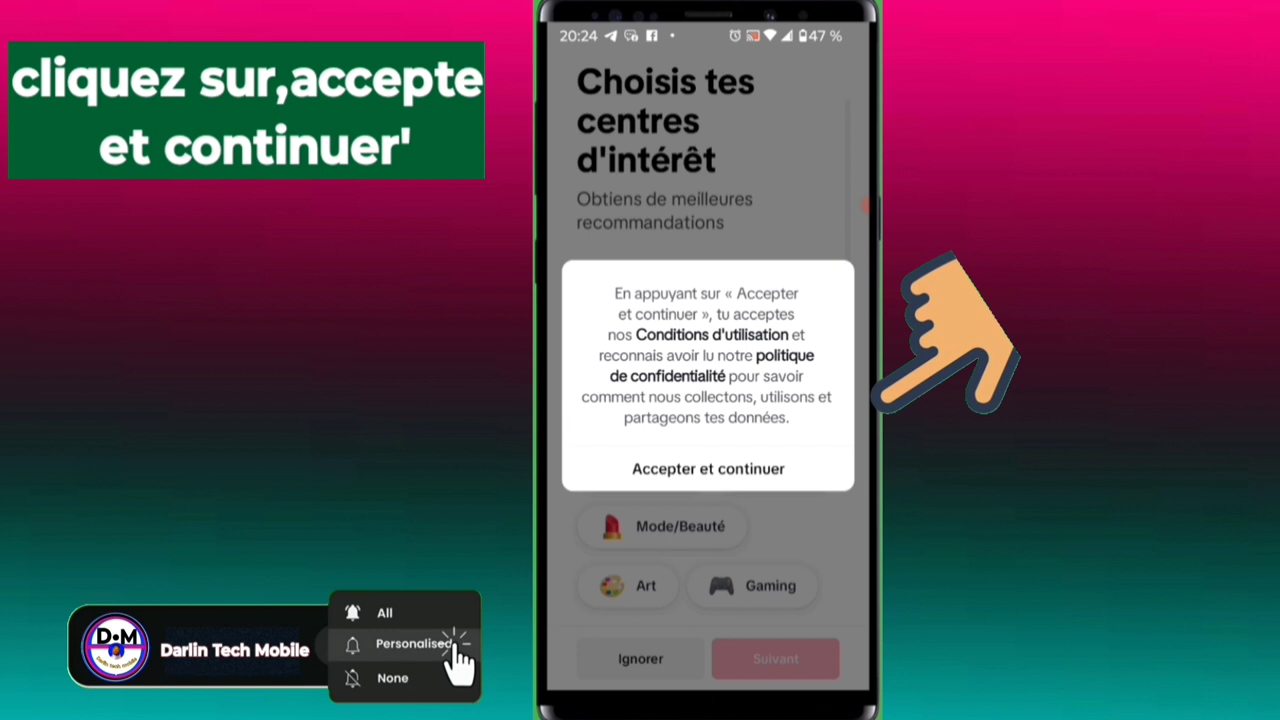 cliquez sur,accepte
et continuer'
20:24
47 %
Choisis tes
centres
d'intérêt
Obtiens de meilleures
recommandations
En appuyant sur « Accepter
et continuer », tu acceptes
nos Conditions d'utilisation et
reconnais avoir lu notre politique
de confidentialité pour savoir
comment nous collectons, utilisons et
partageons tes données.
Accepter et continuer
Mode/Beauté
Art
Gaming
Ignorer
Suivant
D•M
Darlin tech mobile
Darlin Tech Mobile
All
Personalised
None